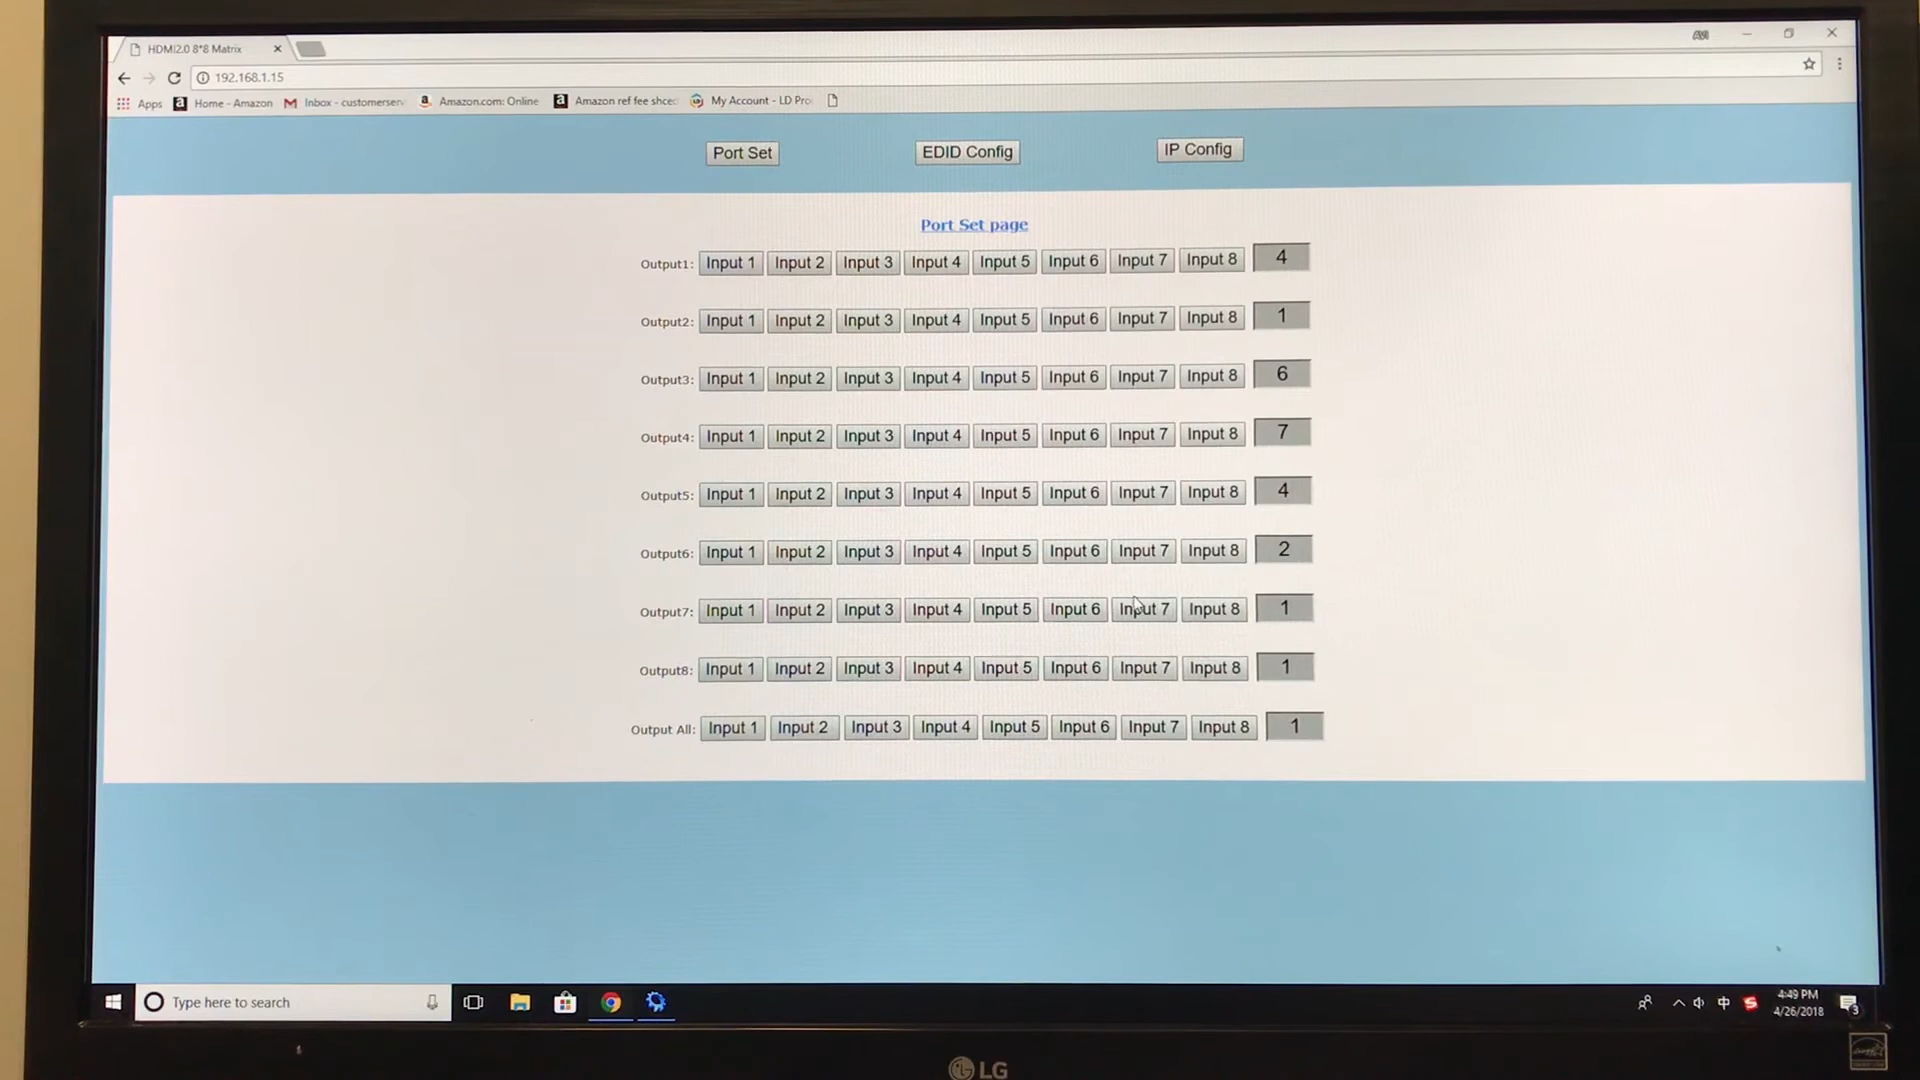 HDMI2.0 8*8 Matrix
192.168.1.15
Apps Home - Amazon Inbox - customerserv Amazon.com: Online Amazon ref fee shced My Account - LD Pro
Port Set EDID Config IP Config
Port Set page
Output1: Input 1 Input 2 Input 3 Input 4 Input 5 Input 6 Input 7 Input 8 4
Output2: Input 1 Input 2 Input 3 Input 4 Input 5 Input 6 Input 7 Input 8 1
Output3: Input 1 Input 2 Input 3 Input 4 Input 5 Input 6 Input 7 Input 8 6
Output4: Input 1 Input 2 Input 3 Input 4 Input 5 Input 6 Input 7 Input 8 7
Output5: Input 1 Input 2 Input 3 Input 4 Input 5 Input 6 Input 7 Input 8 4
Output6: Input 1 Input 2 Input 3 Input 4 Input 5 Input 6 Input 7 Input 8 2
Output7: Input 1 Input 2 Input 3 Input 4 Input 5 Input 6 Input 7 Input 8 1
Output8: Input 1 Input 2 Input 3 Input 4 Input 5 Input 6 Input 7 Input 8 1
Output All: Input 1 Input 2 Input 3 Input 4 Input 5 Input 6 Input 7 Input 8 1
Type here to search
中
4:49 PM
4/26/2018
3
LG